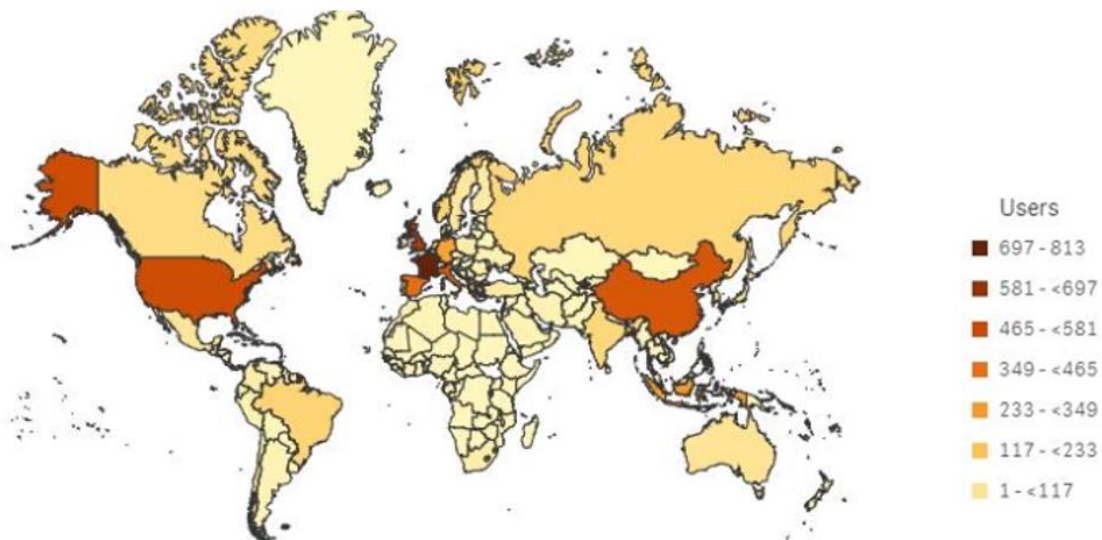 Users
697 - 813
581 - <697
465 - <581
349 - <465
233 - <349
117 - <233
1 - <117